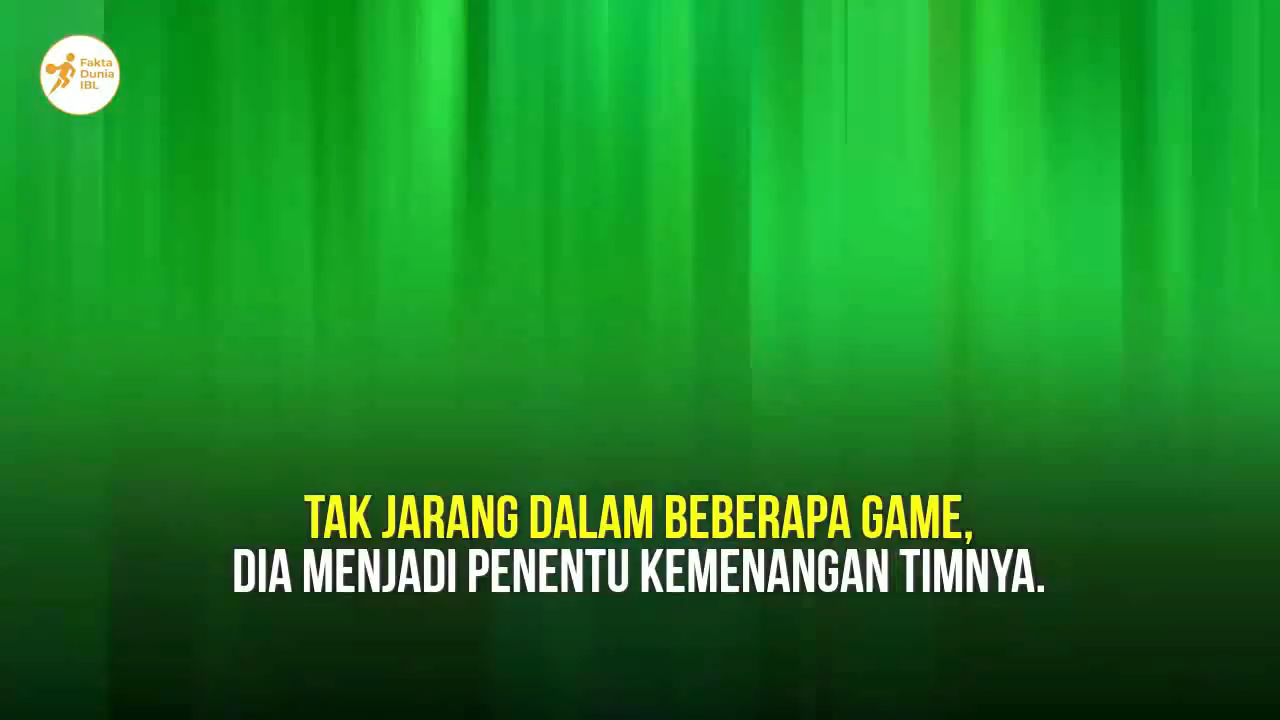 Fakta
Dunia
IBL
TAK JARANG DALAM BEBERAPA GAME,
DIA MENJADI PENENTU KEMENANGAN TIMNYA.